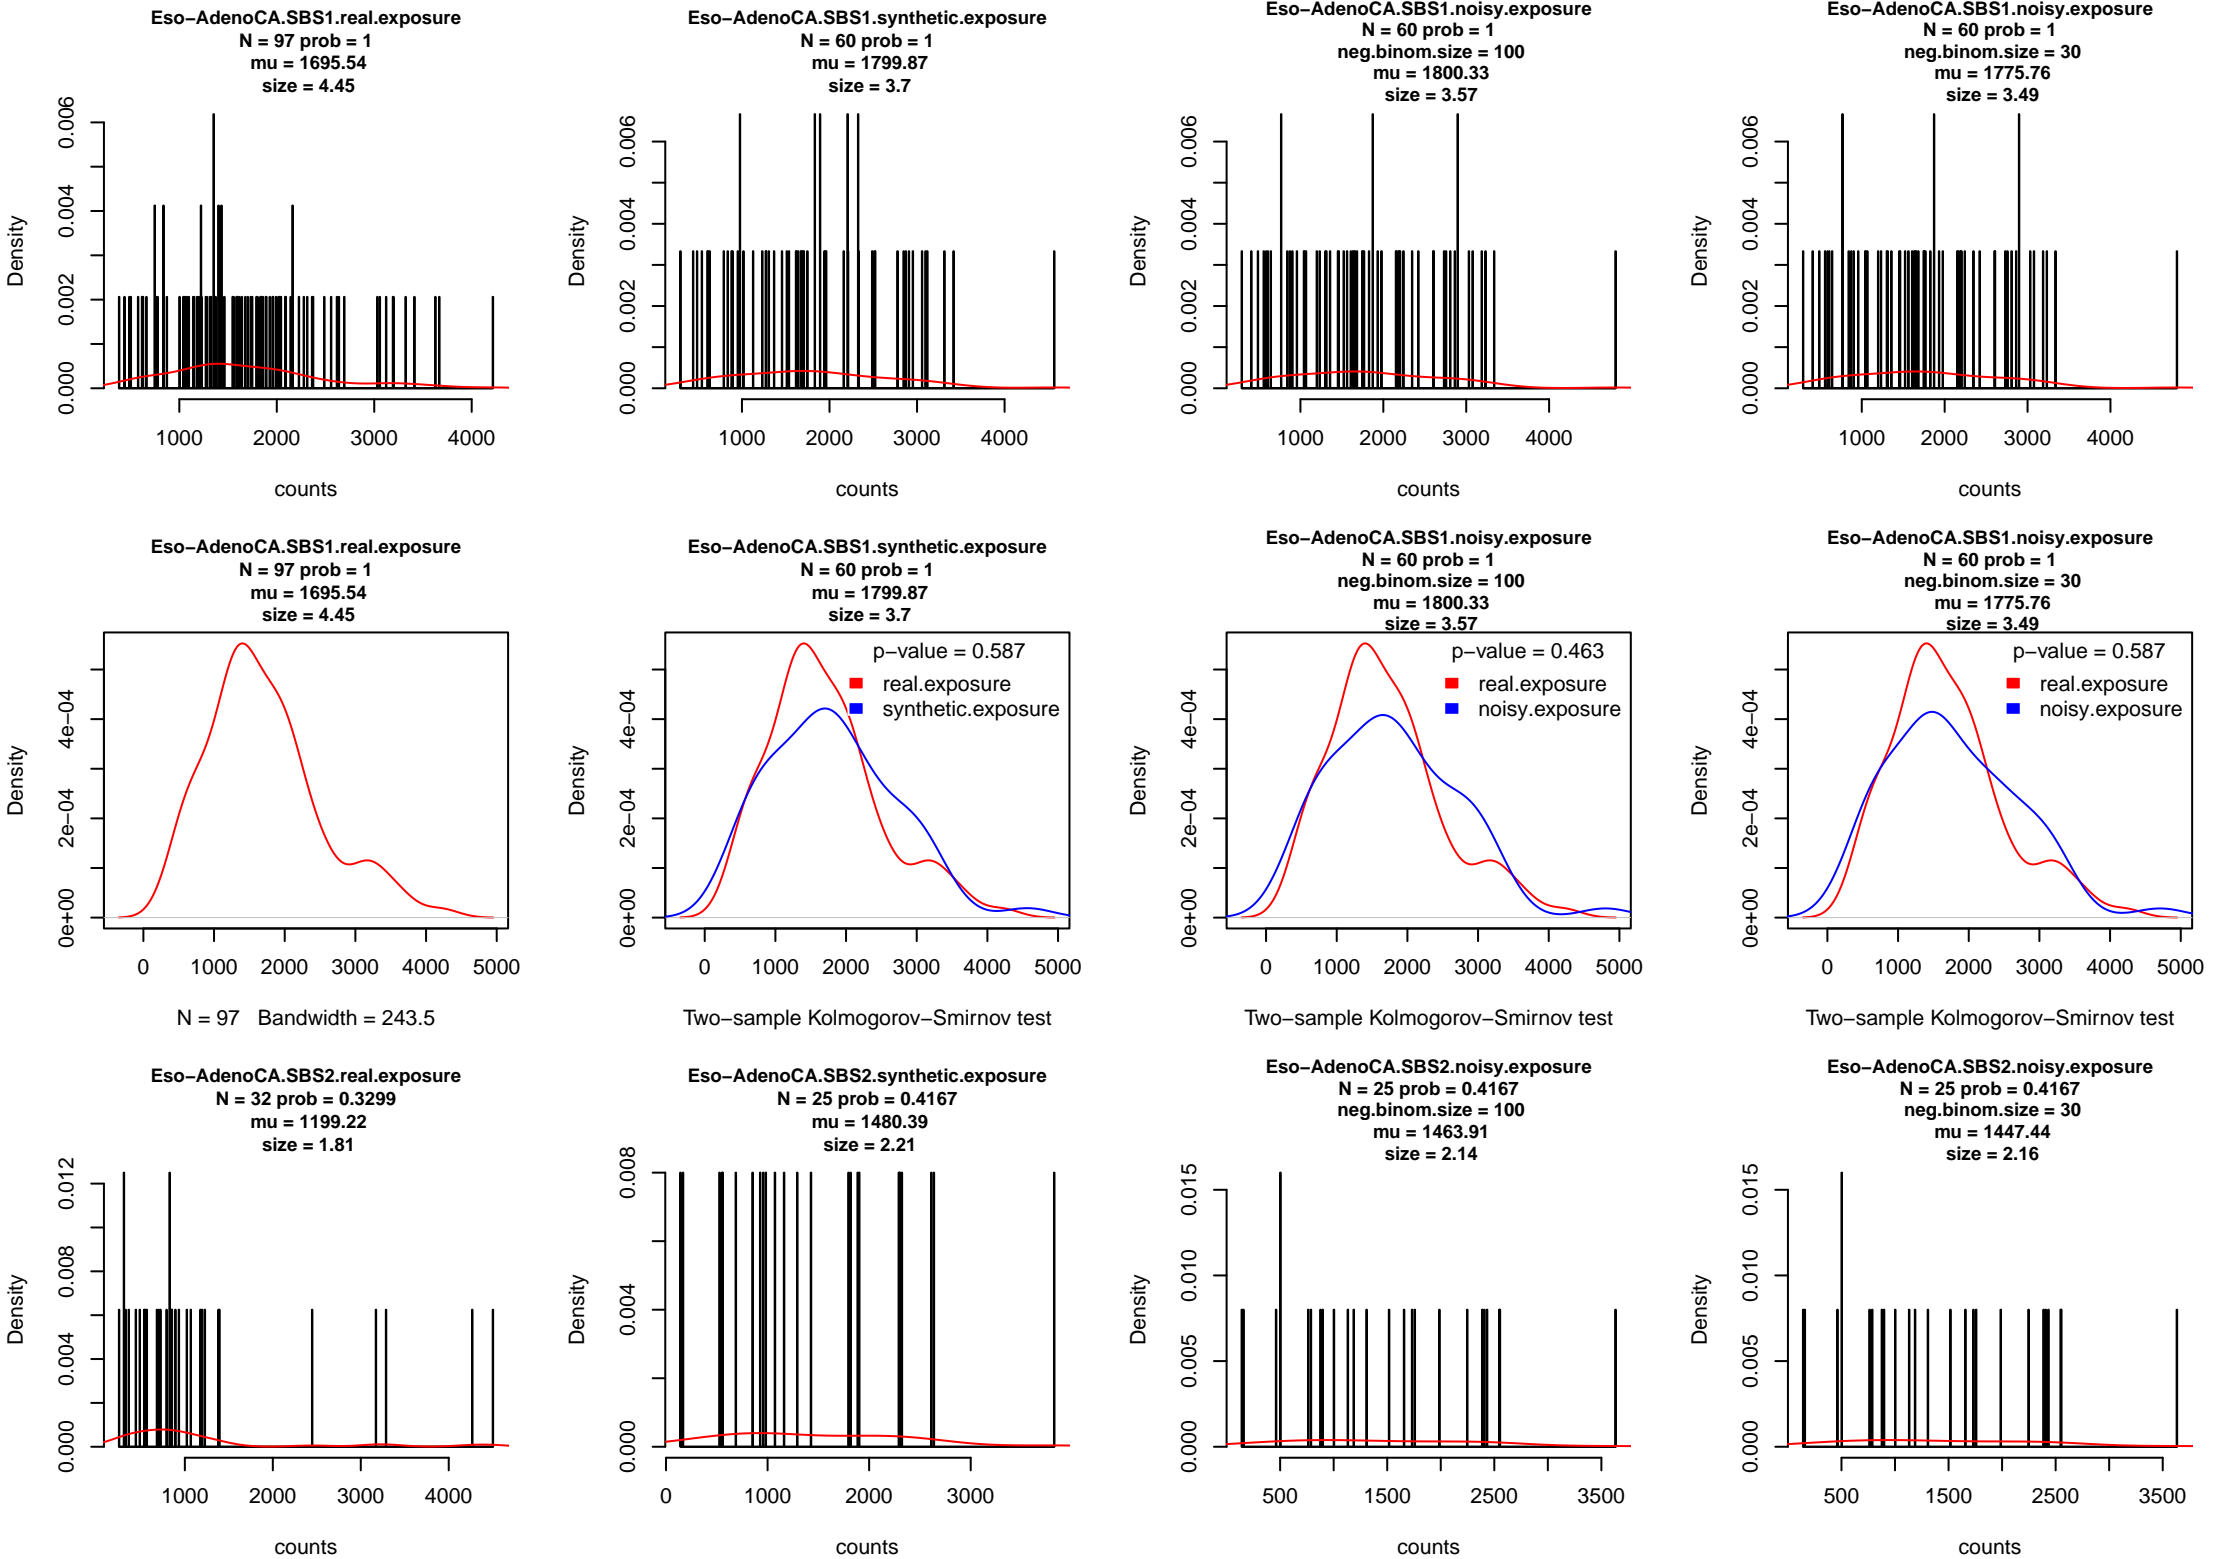 Eso−AdenoCA.SBS1.real.exposure
N = 97 prob = 1
mu = 1695.54
size = 4.45
Density
0.000
0.002
0.004
0.006
1000
2000
3000
4000
counts
Eso−AdenoCA.SBS1.synthetic.exposure
N = 60 prob = 1
mu = 1799.87
size = 3.7
Density
0.000
0.002
0.004
0.006
1000
2000
3000
4000
counts
Eso−AdenoCA.SBS1.noisy.exposure
N = 60 prob = 1
neg.binom.size = 100
mu = 1800.33
size = 3.57
Density
0.000
0.002
0.004
0.006
1000
2000
3000
4000
counts
Eso−AdenoCA.SBS1.noisy.exposure
N = 60 prob = 1
neg.binom.size = 30
mu = 1775.76
size = 3.49
Density
0.000
0.002
0.004
0.006
1000
2000
3000
4000
counts
Eso−AdenoCA.SBS1.real.exposure
N = 97 prob = 1
mu = 1695.54
size = 4.45
Density
0e+00
2e−04
4e−04
0
1000
2000
3000
4000
5000
N = 97 Bandwidth = 243.5
Eso−AdenoCA.SBS1.synthetic.exposure
N = 60 prob = 1
mu = 1799.87
size = 3.7
p−value = 0.587
real.exposure
synthetic.exposure
Density
0e+00
2e−04
4e−04
0
1000
2000
3000
4000
5000
Two−sample Kolmogorov−Smirnov test
Eso−AdenoCA.SBS1.noisy.exposure
N = 60 prob = 1
neg.binom.size = 100
mu = 1800.33
size = 3.57
p−value = 0.463
real.exposure
noisy.exposure
Density
0e+00
2e−04
4e−04
0
1000
2000
3000
4000
5000
Two−sample Kolmogorov−Smirnov test
Eso−AdenoCA.SBS1.noisy.exposure
N = 60 prob = 1
neg.binom.size = 30
mu = 1775.76
size = 3.49
p−value = 0.587
real.exposure
noisy.exposure
Density
0e+00
2e−04
4e−04
0
1000
2000
3000
4000
5000
Two−sample Kolmogorov−Smirnov test
Eso−AdenoCA.SBS2.real.exposure
N = 32 prob = 0.3299
mu = 1199.22
size = 1.81
Density
0.000
0.004
0.008
0.012
1000
2000
3000
4000
counts
Eso−AdenoCA.SBS2.synthetic.exposure
N = 25 prob = 0.4167
mu = 1480.39
size = 2.21
Density
0.000
0.004
0.008
0
1000
2000
3000
counts
Eso−AdenoCA.SBS2.noisy.exposure
N = 25 prob = 0.4167
neg.binom.size = 100
mu = 1463.91
size = 2.14
Density
0.000
0.005
0.010
0.015
500
1500
2500
3500
counts
Eso−AdenoCA.SBS2.noisy.exposure
N = 25 prob = 0.4167
neg.binom.size = 30
mu = 1447.44
size = 2.16
Density
0.000
0.005
0.010
0.015
500
1500
2500
3500
counts